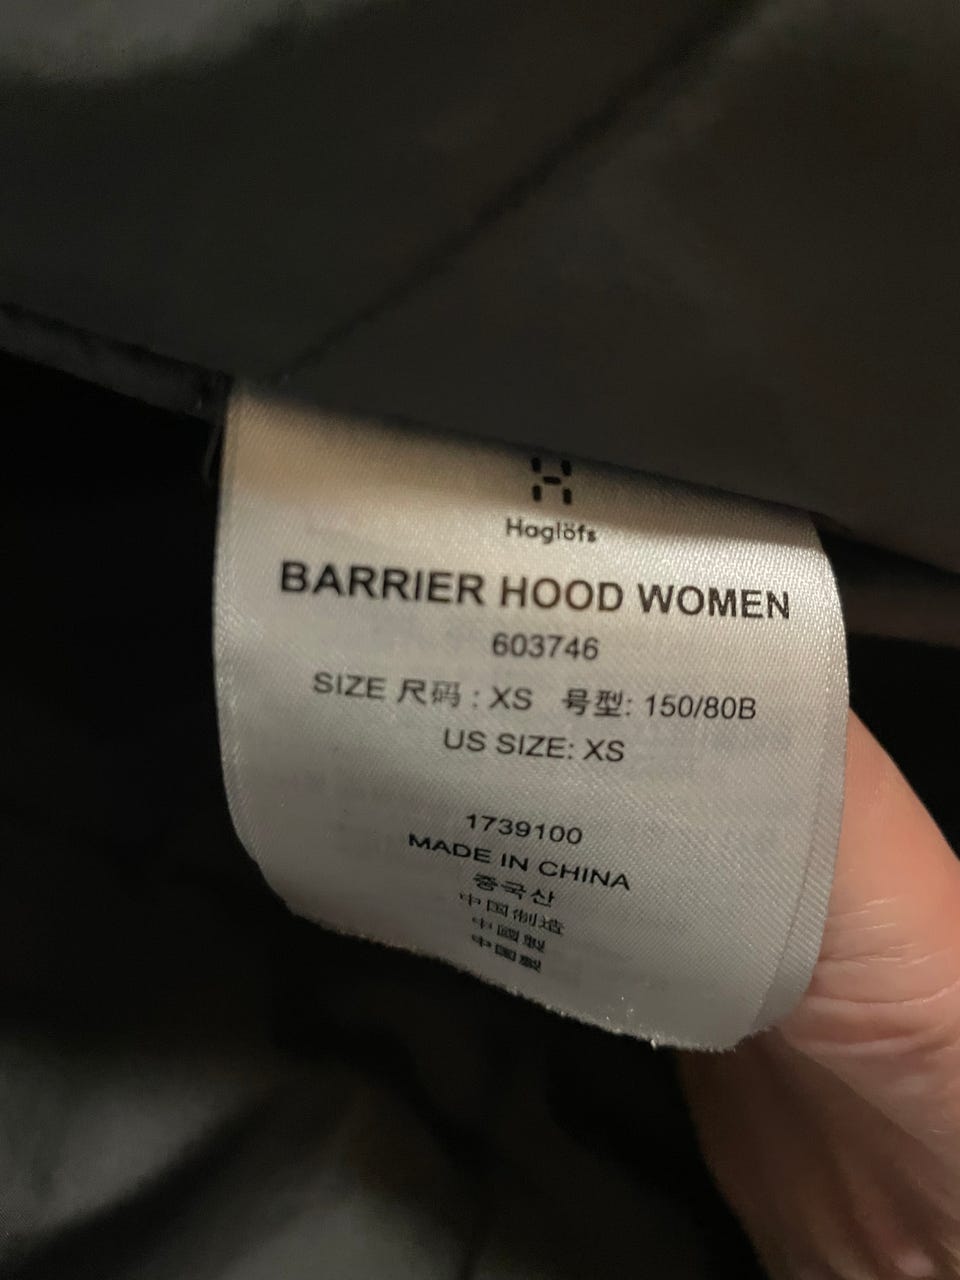 Haglöfs
BARRIER HOOD WOMEN
603746
SIZE 尺码 : XS 号型: 150/80B
US SIZE: XS
1739100
MADE IN CHINA
중국산
中国制造
中國製
中国製